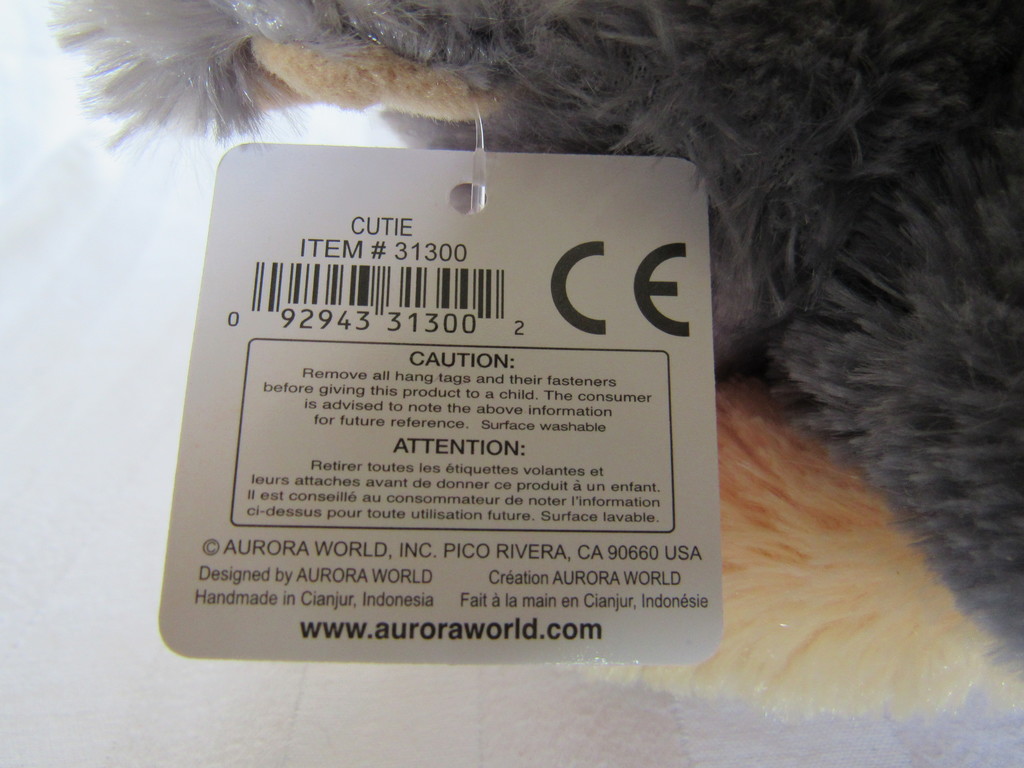 CUTIE
ITEM # 31300
CE
0 92943 31300 2
CAUTION:
Remove all hang tags and their fasteners
before giving this product to a child. The consumer
is advised to note the above information
for future reference. Surface washable
ATTENTION:
Retirer toutes les étiquettes volantes et
leurs attaches avant de donner ce produit à un enfant.
Il est conseillé au consommateur de noter l'information
ci-dessus pour toute utilisation future. Surface lavable.
© AURORA WORLD, INC. PICO RIVERA, CA 90660 USA
Designed by AURORA WORLD Création AURORA WORLD
Handmade in Cianjur, Indonesia Fait à la main en Cianjur, Indonésie
www.auroraworld.com